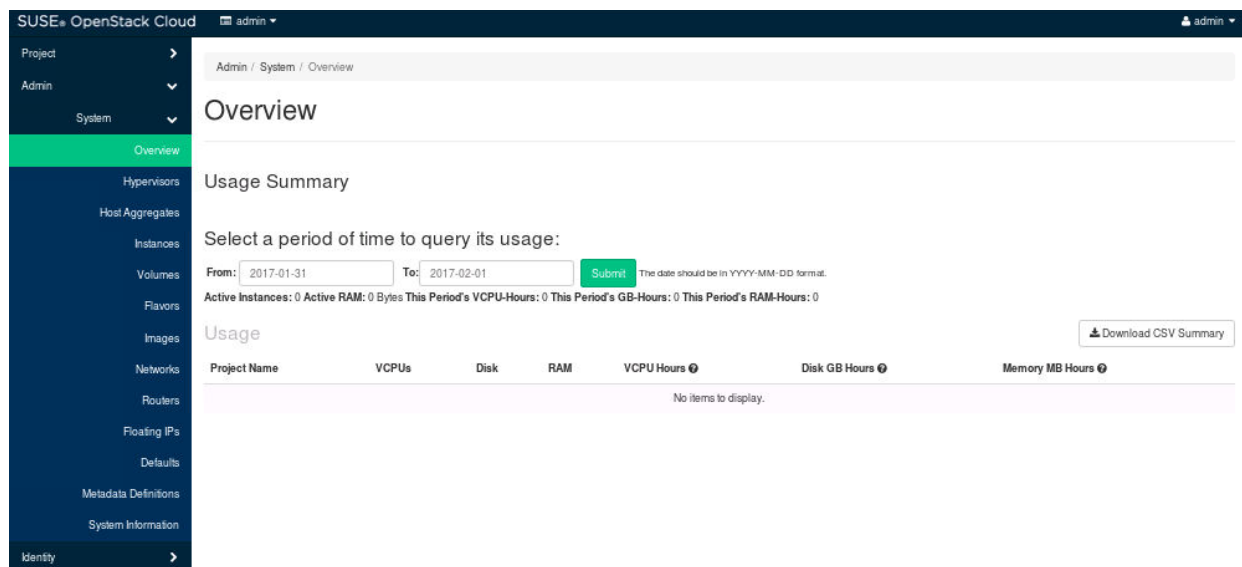 SUSE® OpenStack Cloud admin admin
Project
Admin
System
Overview
Hypervisors
Host Aggregates
Instances
Volumes
Flavors
Images
Networks
Routers
Floating IPs
Defaults
Metadata Definitions
System Information
Identity
Admin / System / Overview
Overview
Usage Summary
Select a period of time to query its usage:
From: 2017-01-31 To: 2017-02-01 Submit The date should be in YYYY-MM-DD format.
Active Instances: 0 Active RAM: 0 Bytes This Period's VCPU-Hours: 0 This Period's GB-Hours: 0 This Period's RAM-Hours: 0
Usage Download CSV Summary
Project Name VCPUs Disk RAM VCPU Hours Disk GB Hours Memory MB Hours
No items to display.